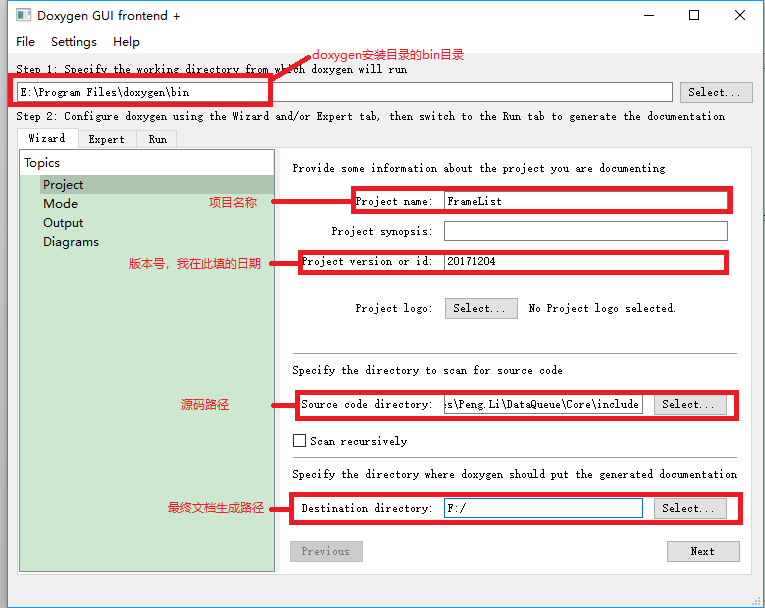 Doxygen GUI frontend +
File Settings Help
doxygen安装目录的bin目录
Step 1: Specify the working directory from which doxygen will run
E:\Program Files\doxygen\bin
Select...
Step 2: Configure doxygen using the Wizard and/or Expert tab, then switch to the Run tab to generate the documentation
Wizard Expert Run
Topics
Project
Mode
Output
Diagrams
Provide some information about the project you are documenting
项目名称
Project name: FrameList
Project synopsis:
版本号，我在此填的日期
Project version or id: 20171204
Project logo: Select... No Project logo selected.
Specify the directory to scan for source code
源码路径
Source code directory: s\Peng.Li\DataQueue\Core\include Select...
Scan recursively
Specify the directory where doxygen should put the generated documentation
最终文档生成路径
Destination directory: F:/ Select...
Previous Next